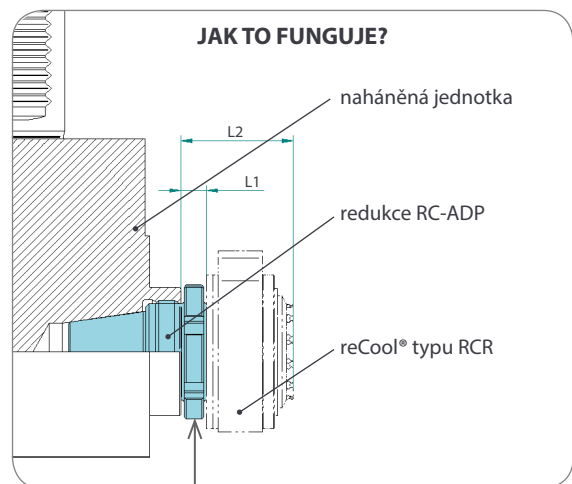 JAK TO FUNGUJE?
naháněná jednotka
L2
L1
redukce RC-ADP
reCool® typu RCR